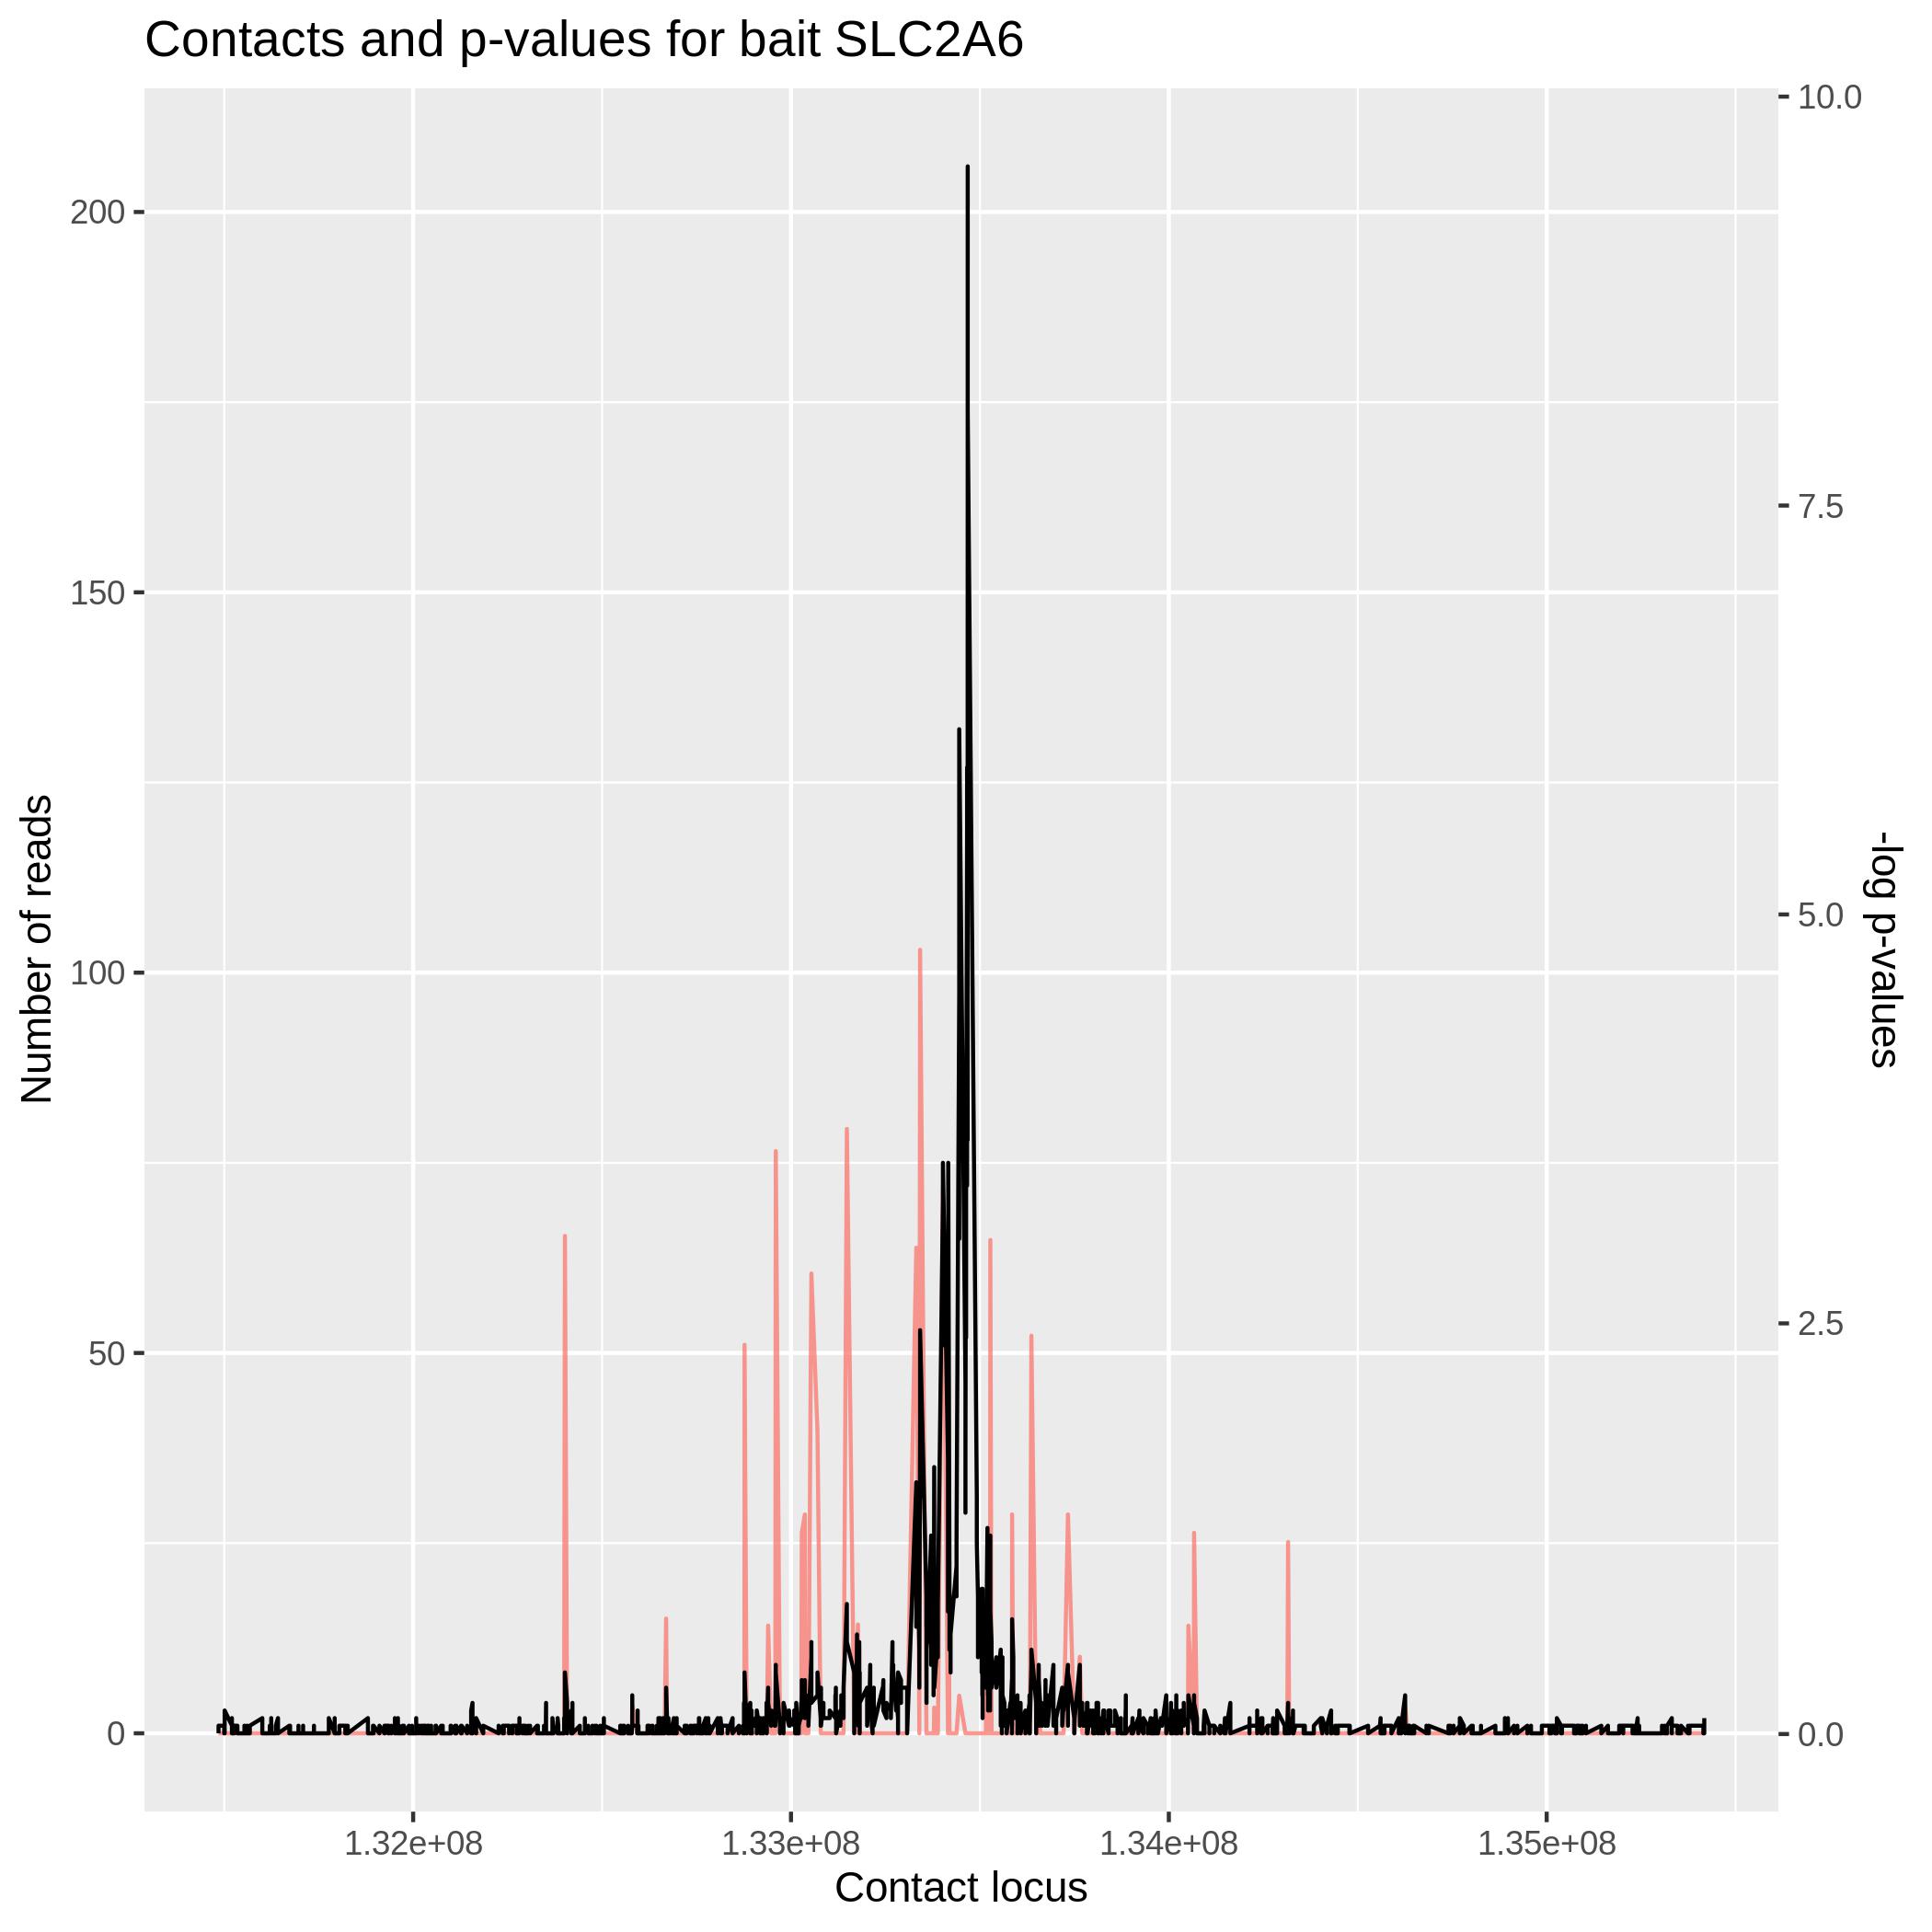 Contacts and p-values for bait SLC2A6
Number of reads
200
150
100
50
0
10.0
7.5
5.0
2.5
0.0
-log p-values
1.32e+08
1.33e+08
1.34e+08
1.35e+08
Contact locus